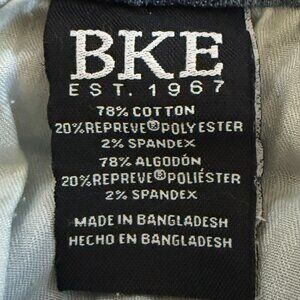 BKE
EST. 1967
78% COTTON
20%REPREVE®POLYESTER
2% SPANDEX
78% ALGODÓN
20%REPREVE®POLIÉSTER
2% SPANDEX
MADE IN BANGLADESH
HECHO EN BANGLADESH